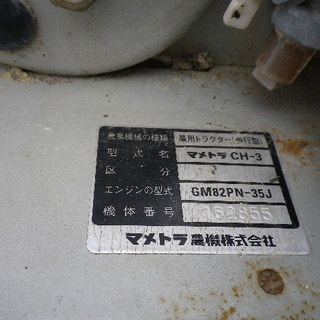 農業機械の種類 農用トラクター(歩行型)
型式名 マメトラ CH-3
区分
エンジンの型式 GM82PN-35J
機体番号
マメトラ農機株式会社